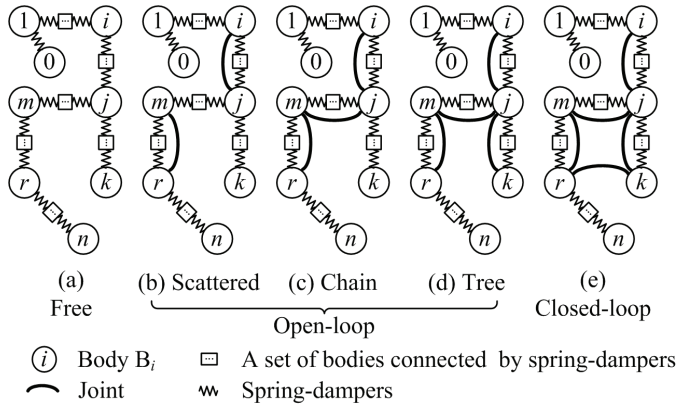 1 i 1 i 1 i 1 i 1 i
0 0 0 0 0
m j m j m j m j m j
r k r k r k r k r k
n n n n n
(a) (b) Scattered (c) Chain (d) Tree (e)
Free Closed-loop
Open-loop
i Body Bi A set of bodies connected by spring-dampers
Joint Spring-dampers